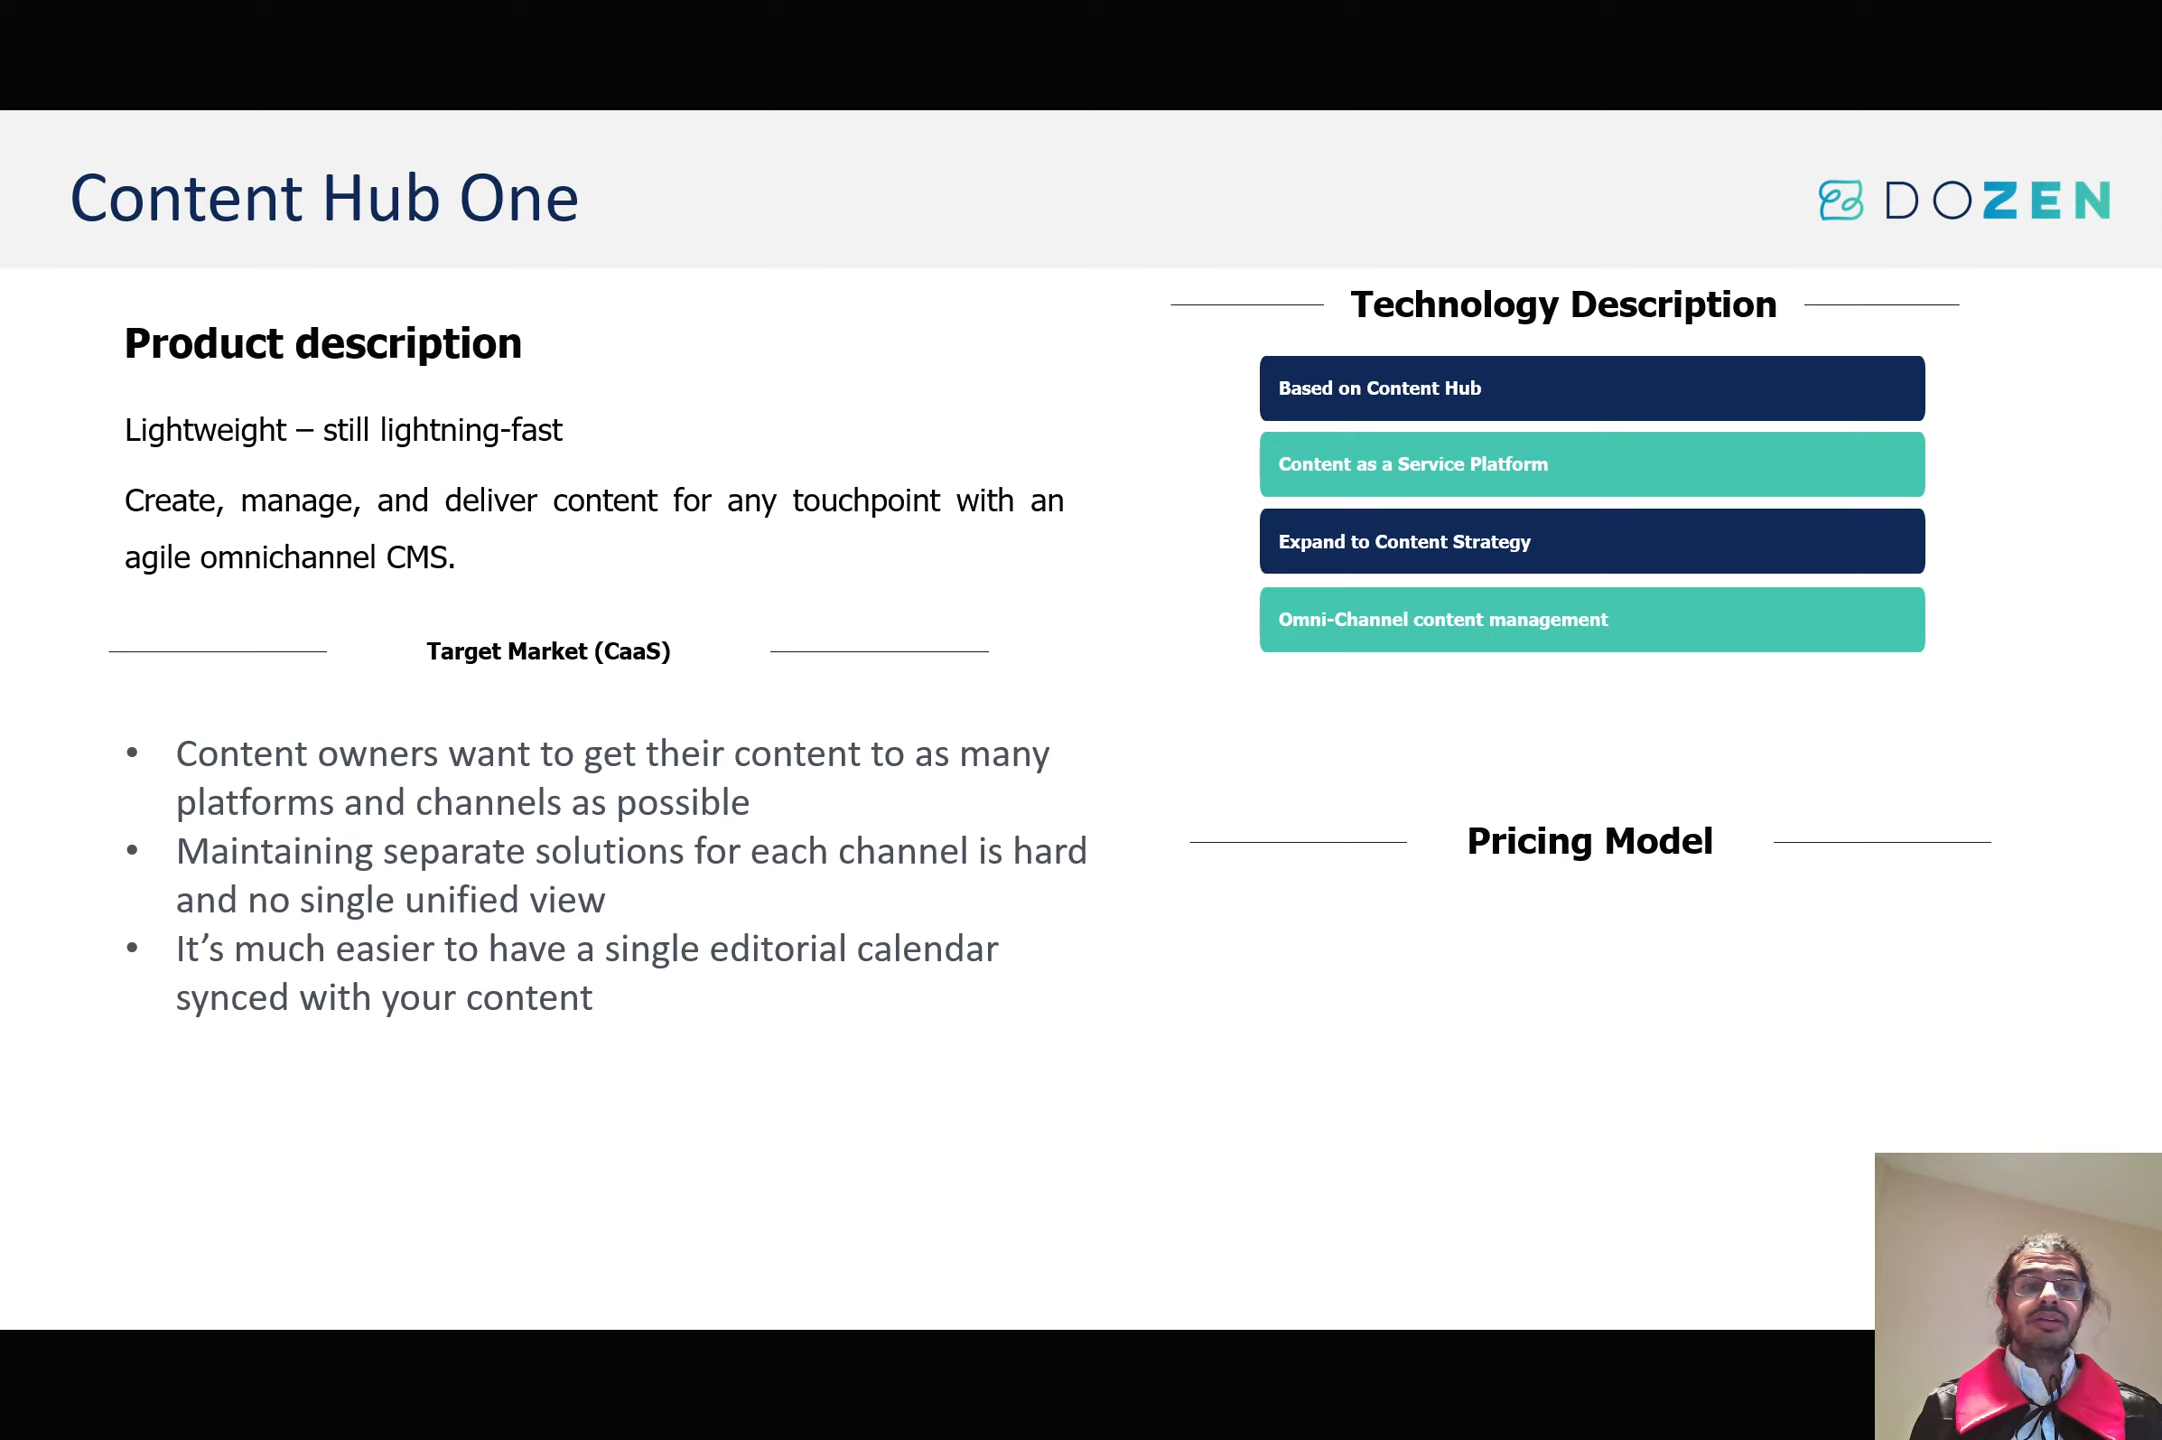 Content Hub One
DOZEN
Product description
Lightweight – still lightning-fast
Create, manage, and deliver content for any touchpoint with an
agile omnichannel CMS.
Target Market (CaaS)
• Content owners want to get their content to as many
platforms and channels as possible
• Maintaining separate solutions for each channel is hard
and no single unified view
• It’s much easier to have a single editorial calendar
synced with your content
Technology Description
Based on Content Hub
Content as a Service Platform
Expand to Content Strategy
Omni-Channel content management
Pricing Model